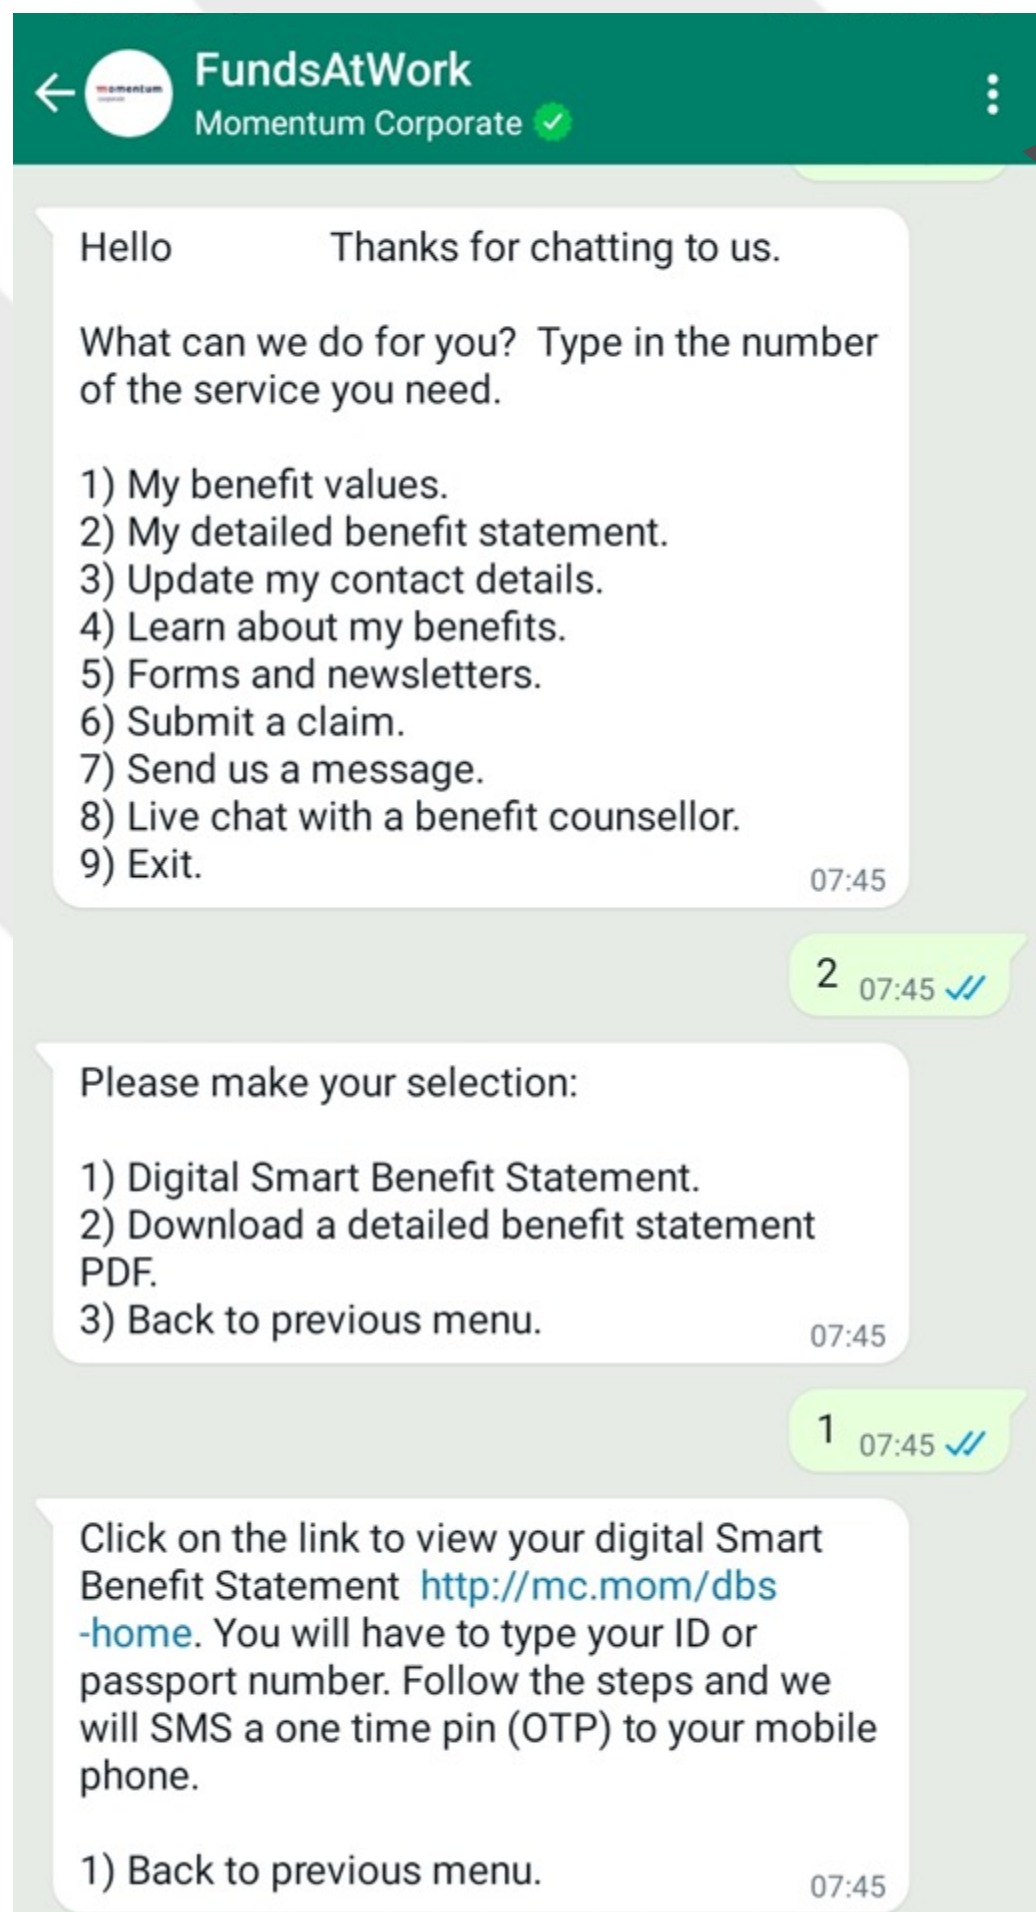 FundsAtWork
momentum
corporate
Momentum Corporate
Hello Thanks for chatting to us.
What can we do for you? Type in the number
of the service you need.
1) My benefit values.
2) My detailed benefit statement.
3) Update my contact details.
4) Learn about my benefits.
5) Forms and newsletters.
6) Submit a claim.
7) Send us a message.
8) Live chat with a benefit counsellor.
9) Exit.
07:45
2 07:45
Please make your selection:
1) Digital Smart Benefit Statement.
2) Download a detailed benefit statement
PDF.
3) Back to previous menu.
07:45
1 07:45
Click on the link to view your digital Smart
Benefit Statement http://mc.mom/dbs
-home. You will have to type your ID or
passport number. Follow the steps and we
will SMS a one time pin (OTP) to your mobile
phone.
1) Back to previous menu.
07:45